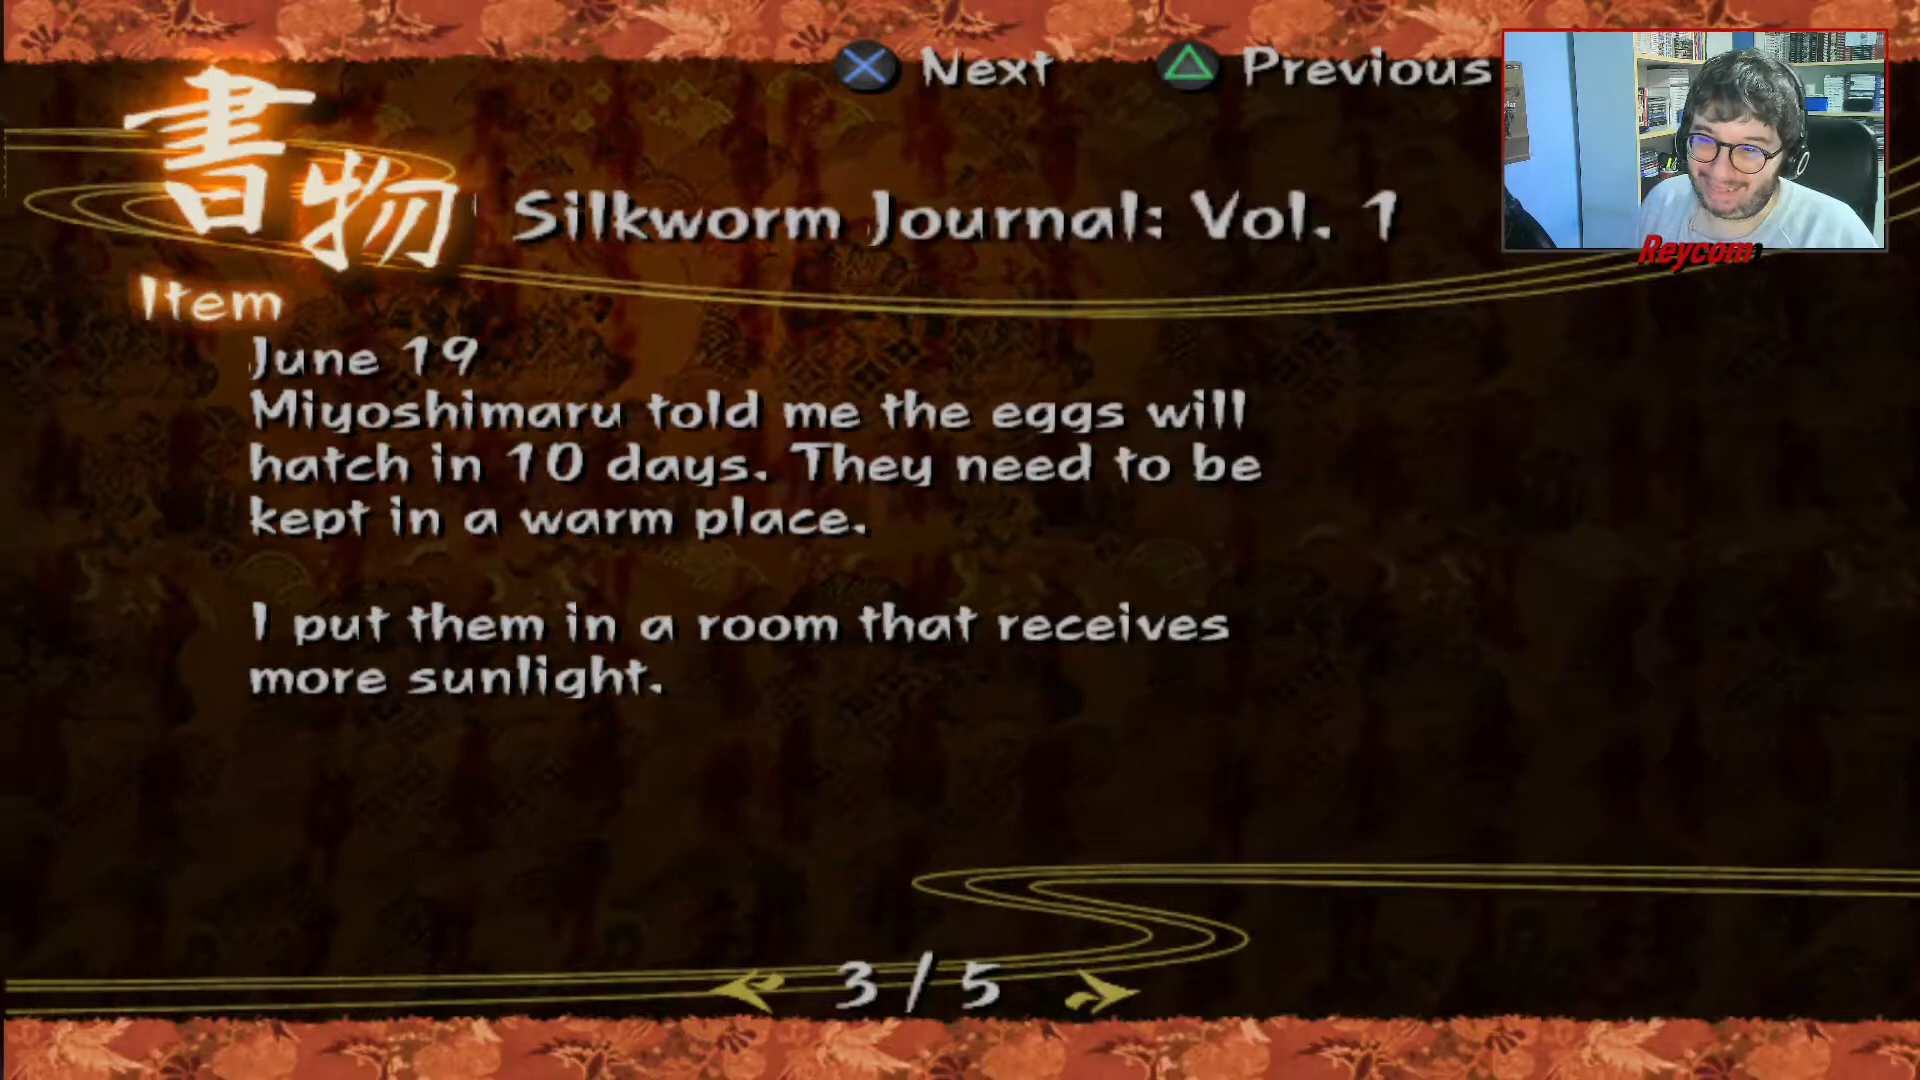 Next Previous
書物
Silkworm Journal: Vol. 1
Reycom
Item
June 19
Miyoshimaru told me the eggs will
hatch in 10 days. They need to be
kept in a warm place.
I put them in a room that receives
more sunlight.
3 / 5